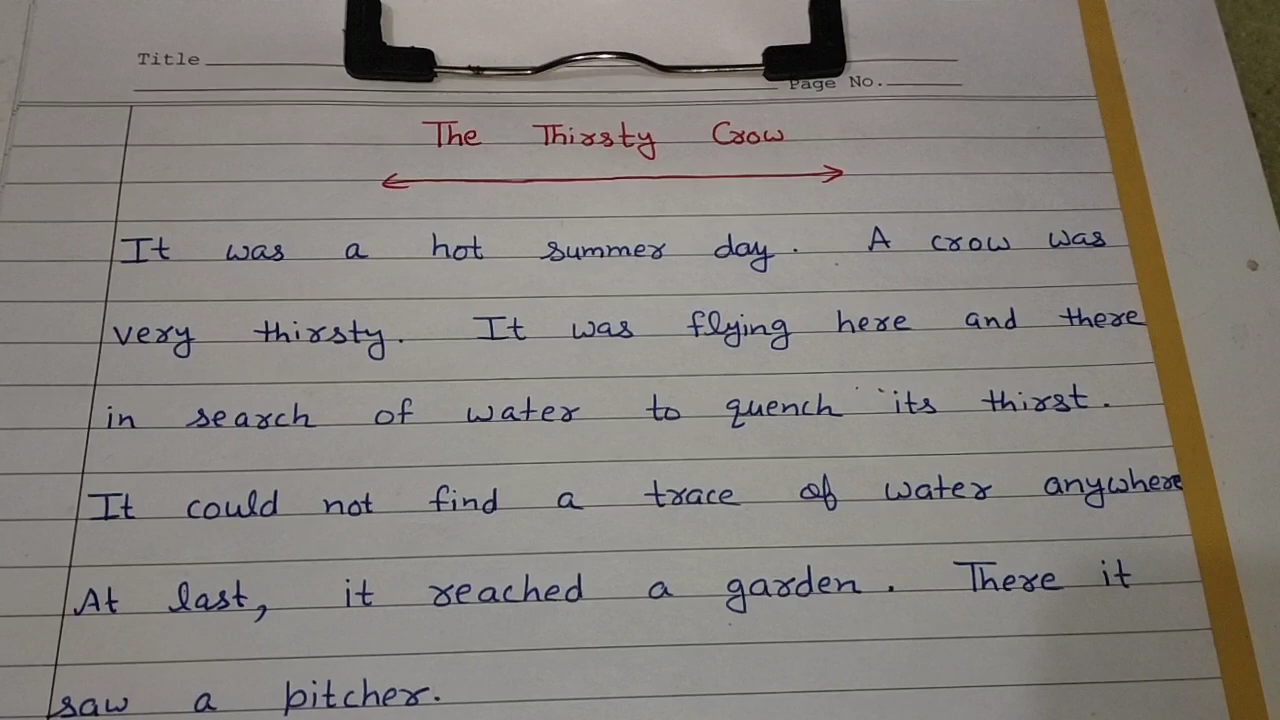 Title
Page No.
The Thirsty Crow
It was a hot summer day. A crow was
very thirsty. It was flying here and there
in search of water to quench its thirst.
It could not find a trace of water anywhere
At last, it reached a garden. There it
saw a pitcher.